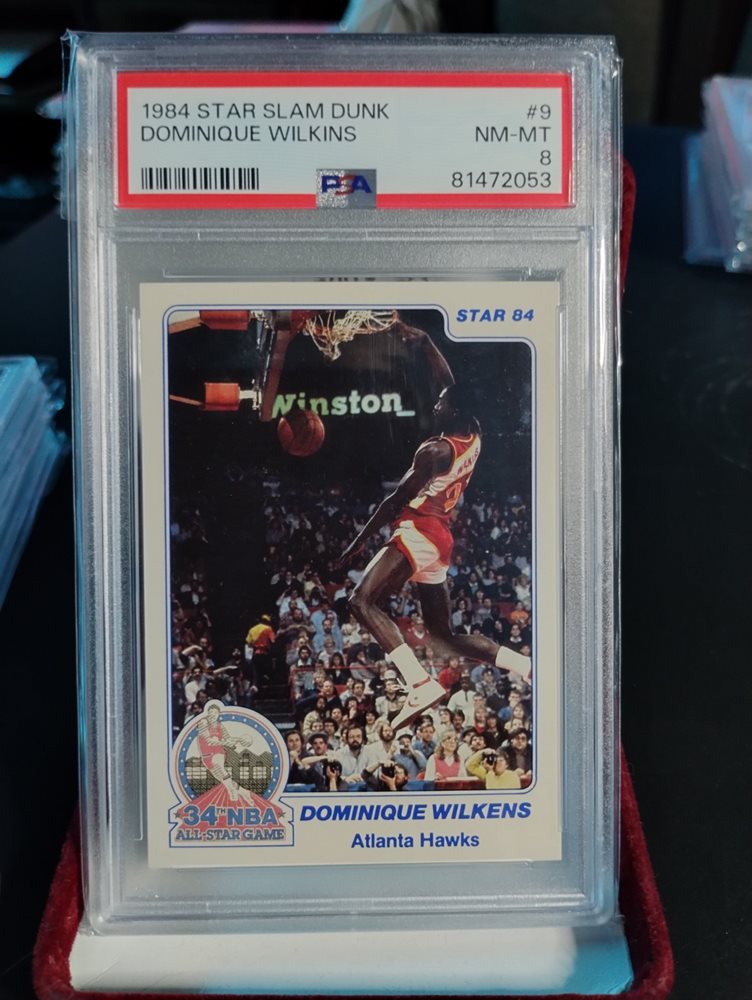 1984 STAR SLAM DUNK #9
DOMINIQUE WILKINS NM-MT
8
PSA 81472053
STAR 84
Winston
34TH NBA
ALL-STAR GAME
DOMINIQUE WILKENS
Atlanta Hawks